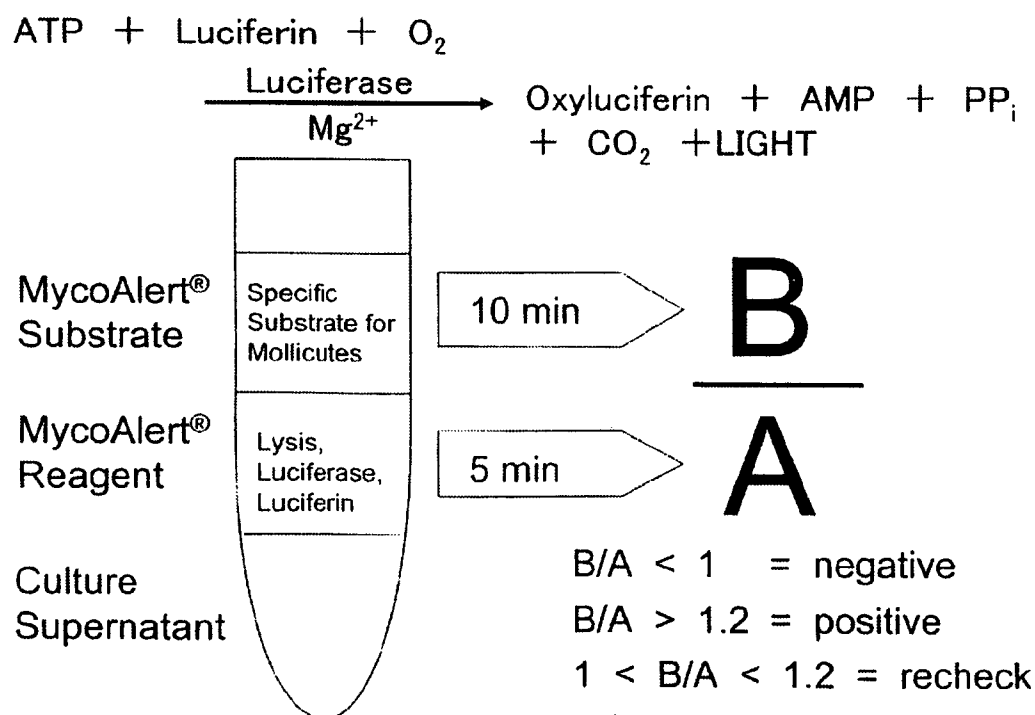 ATP + Luciferin + O₂
Luciferase
Mg²⁺
Oxyluciferin + AMP + PPᵢ
+ CO₂ +LIGHT
MycoAlert®
Substrate
Specific
Substrate for
Mollicutes
10 min
B
MycoAlert®
Reagent
Lysis,
Luciferase,
Luciferin
5 min
A
Culture
Supernatant
B/A < 1 = negative
B/A > 1.2 = positive
1 < B/A < 1.2 = recheck